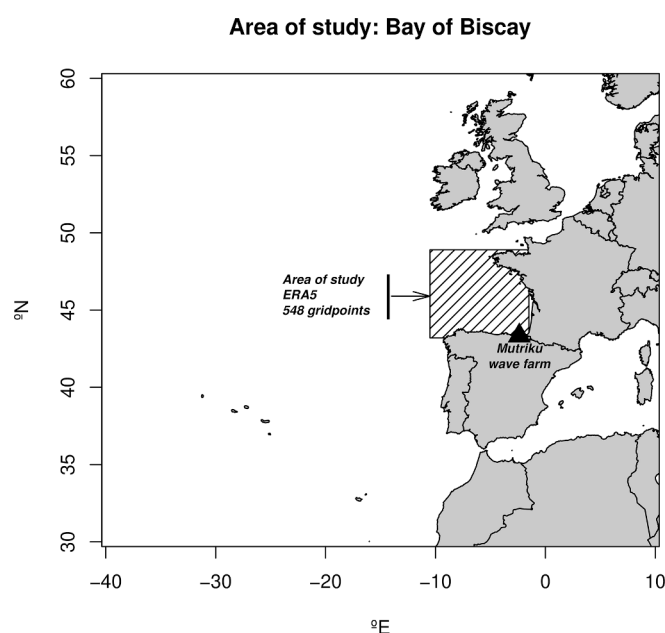 Area of study: Bay of Biscay
60
55
50
45
40
35
30
ºN
Area of study
ERA5
548 gridpoints
Mutriku
wave farm
−40
−30
−20
−10
0
10
ºE